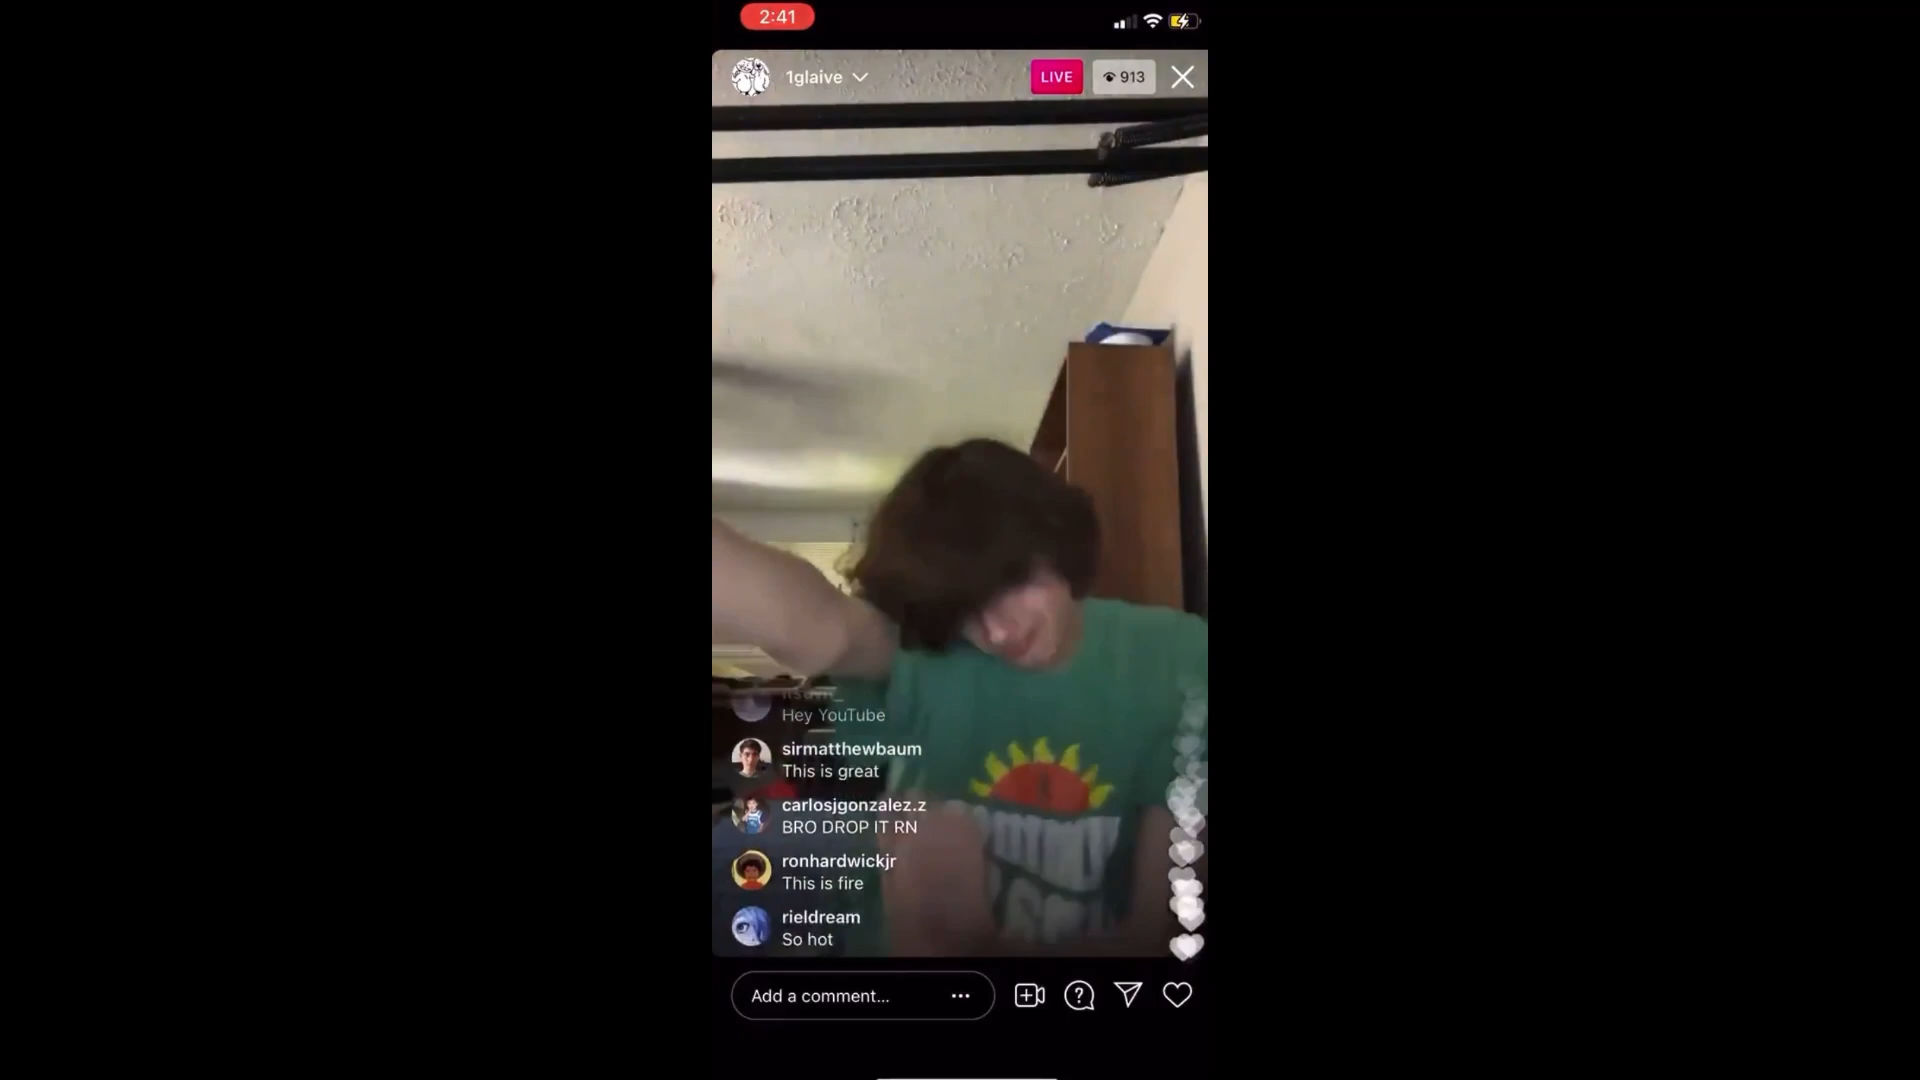 2:41
1glaive
LIVE
913
Hey YouTube
sirmatthewbaum
This is great
carlosjgonzalez.z
BRO DROP IT RN
ronhardwickjr
This is fire
rieldream
So hot
Add a comment...